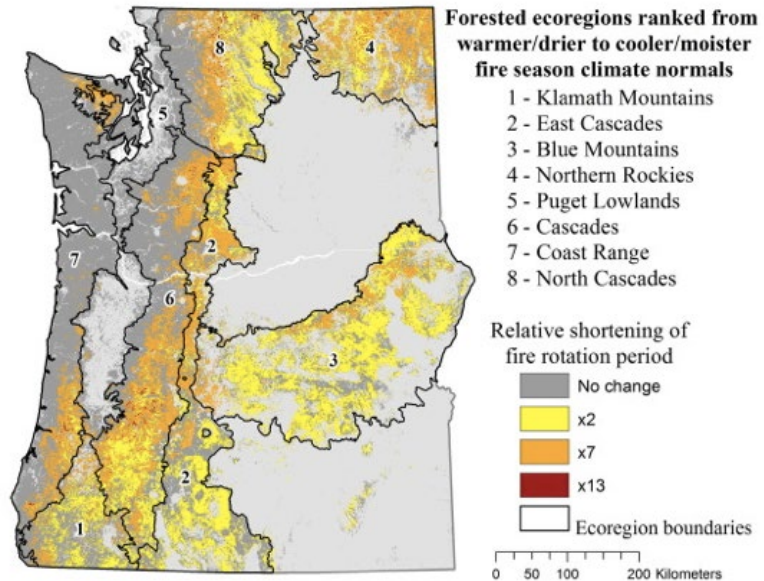 Forested ecoregions ranked from
warmer/drier to cooler/moister
fire season climate normals
1 - Klamath Mountains
2 - East Cascades
3 - Blue Mountains
4 - Northern Rockies
5 - Puget Lowlands
6 - Cascades
7 - Coast Range
8 - North Cascades
Relative shortening of
fire rotation period
No change
x2
x7
x13
Ecoregion boundaries
0 50 100 200 Kilometers
8
4
5
2
7
6
3
2
1